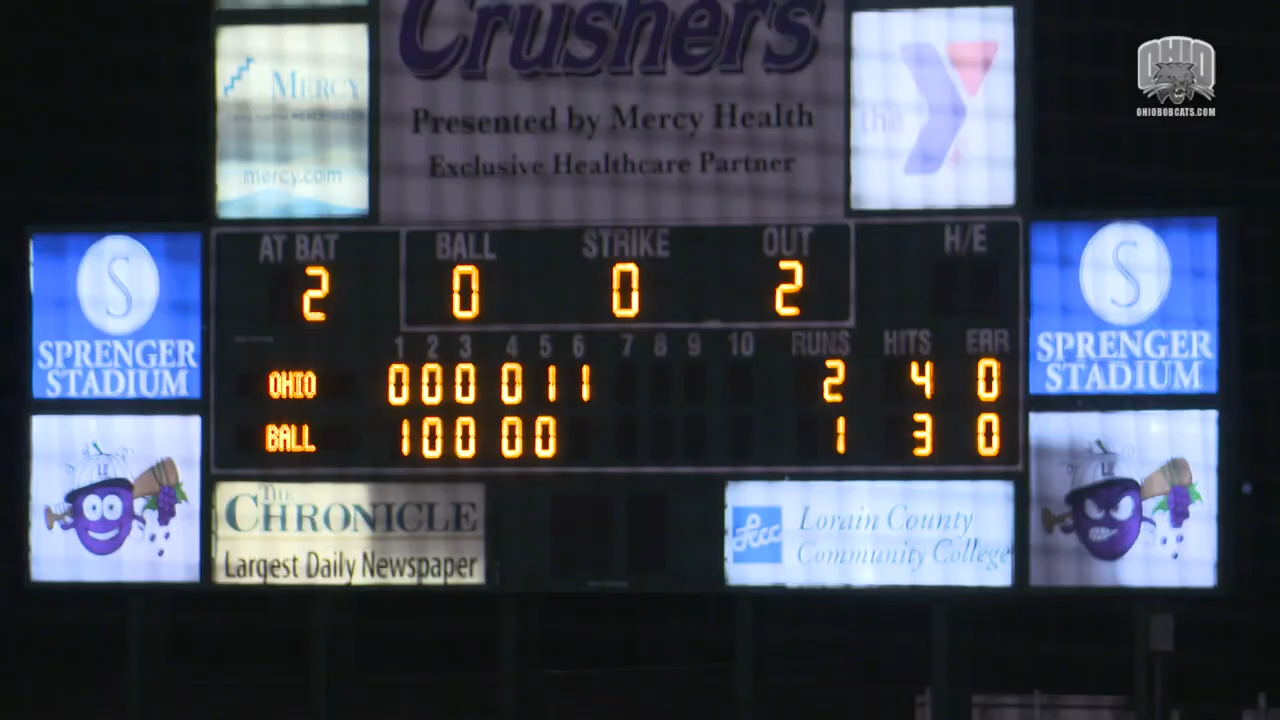 Crushers
Presented by Mercy Health
Exclusive Healthcare Partner
MERCY
mercy.com
the Y
OHIO
OHIOBOBCATS.COM
S
SPRENGER
STADIUM
AT BAT BALL STRIKE OUT H/E
2 0 0 2
1 2 3 4 5 6 7 8 9 10 RUNS HITS ERR
OHIO 0 0 0 0 1 1 2 4 0
BALL 1 0 0 0 0 1 3 0
S
SPRENGER
STADIUM
LE
THE
CHRONICLE
LARGEST DAILY NEWSPAPER
lccc
Lorain County
Community College
LE